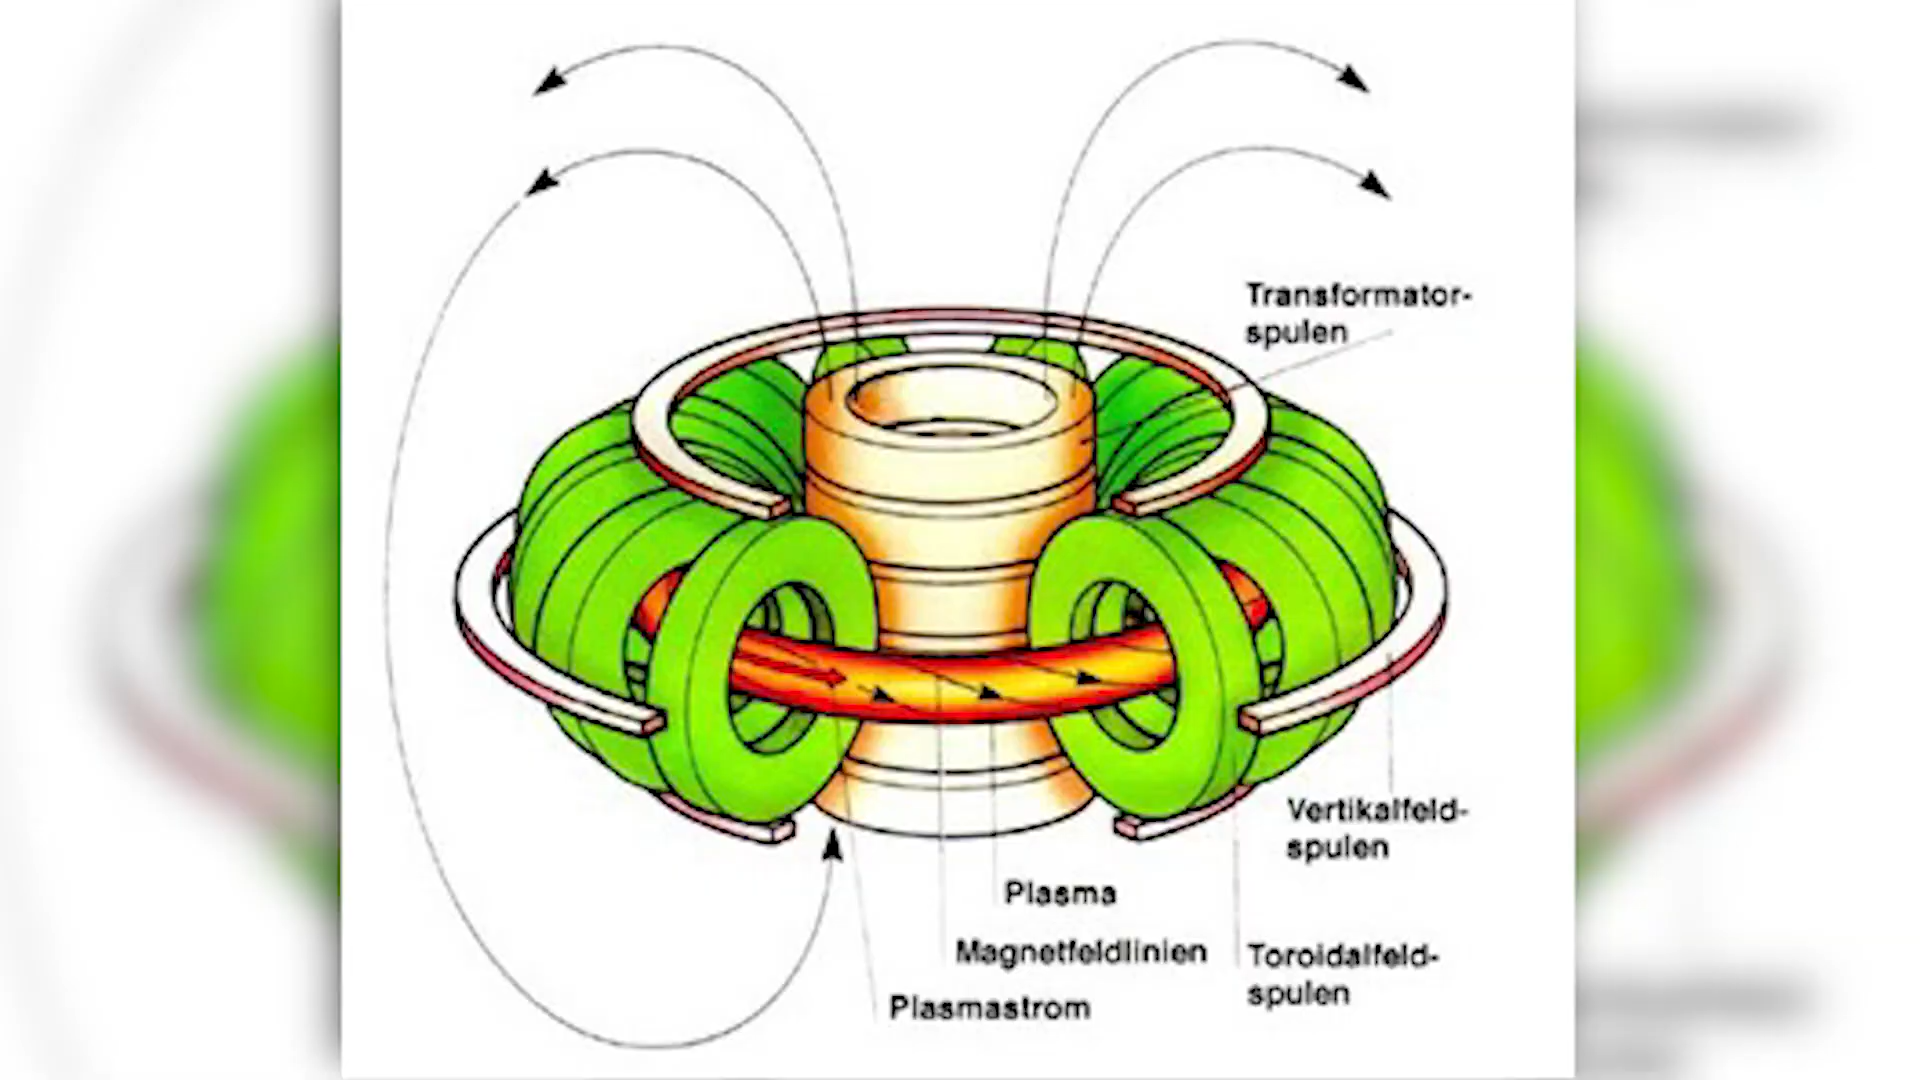 Transformator-
spulen
Vertikalfeld-
spulen
Plasma
Magnetfeldlinien
Toroidalfeld-
spulen
Plasmastrom